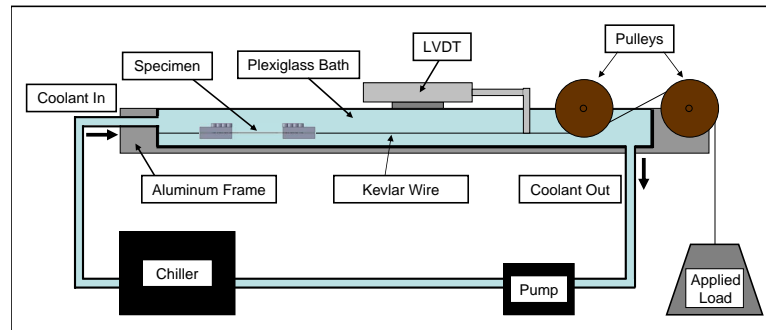 LVDT
Pulleys
Plexiglass Bath
Specimen
Coolant In
Aluminum Frame
Kevlar Wire
Coolant Out
Chiller
Pump
Applied
Load